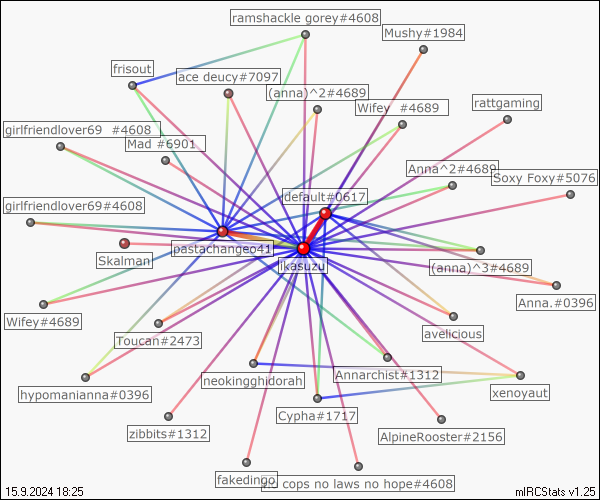 ramshackle gorey#4608
Mushy#1984
frisout
ace deucy#7097
(anna)^2#4689
rattgaming
Wifey #4689
girlfriendlover69 #4608
Mad #6901
Anna^2#4689
Soxy Foxy#5076
default#0617
girlfriendlover69#4608
pastachangeo41
Skalman
ikasuzu
(anna)^3#4689
Anna.#0396
Wifey#4689
Toucan#2473
avelicious
neokingghidorah
Annarchist#1312
hypomanianna#0396
xenoyaut
Cypha#1717
zibbits#1312
AlpineRooster#2156
fakedingo
cops no laws no hope#4608
15.9.2024 18:25
mIRCStats v1.25